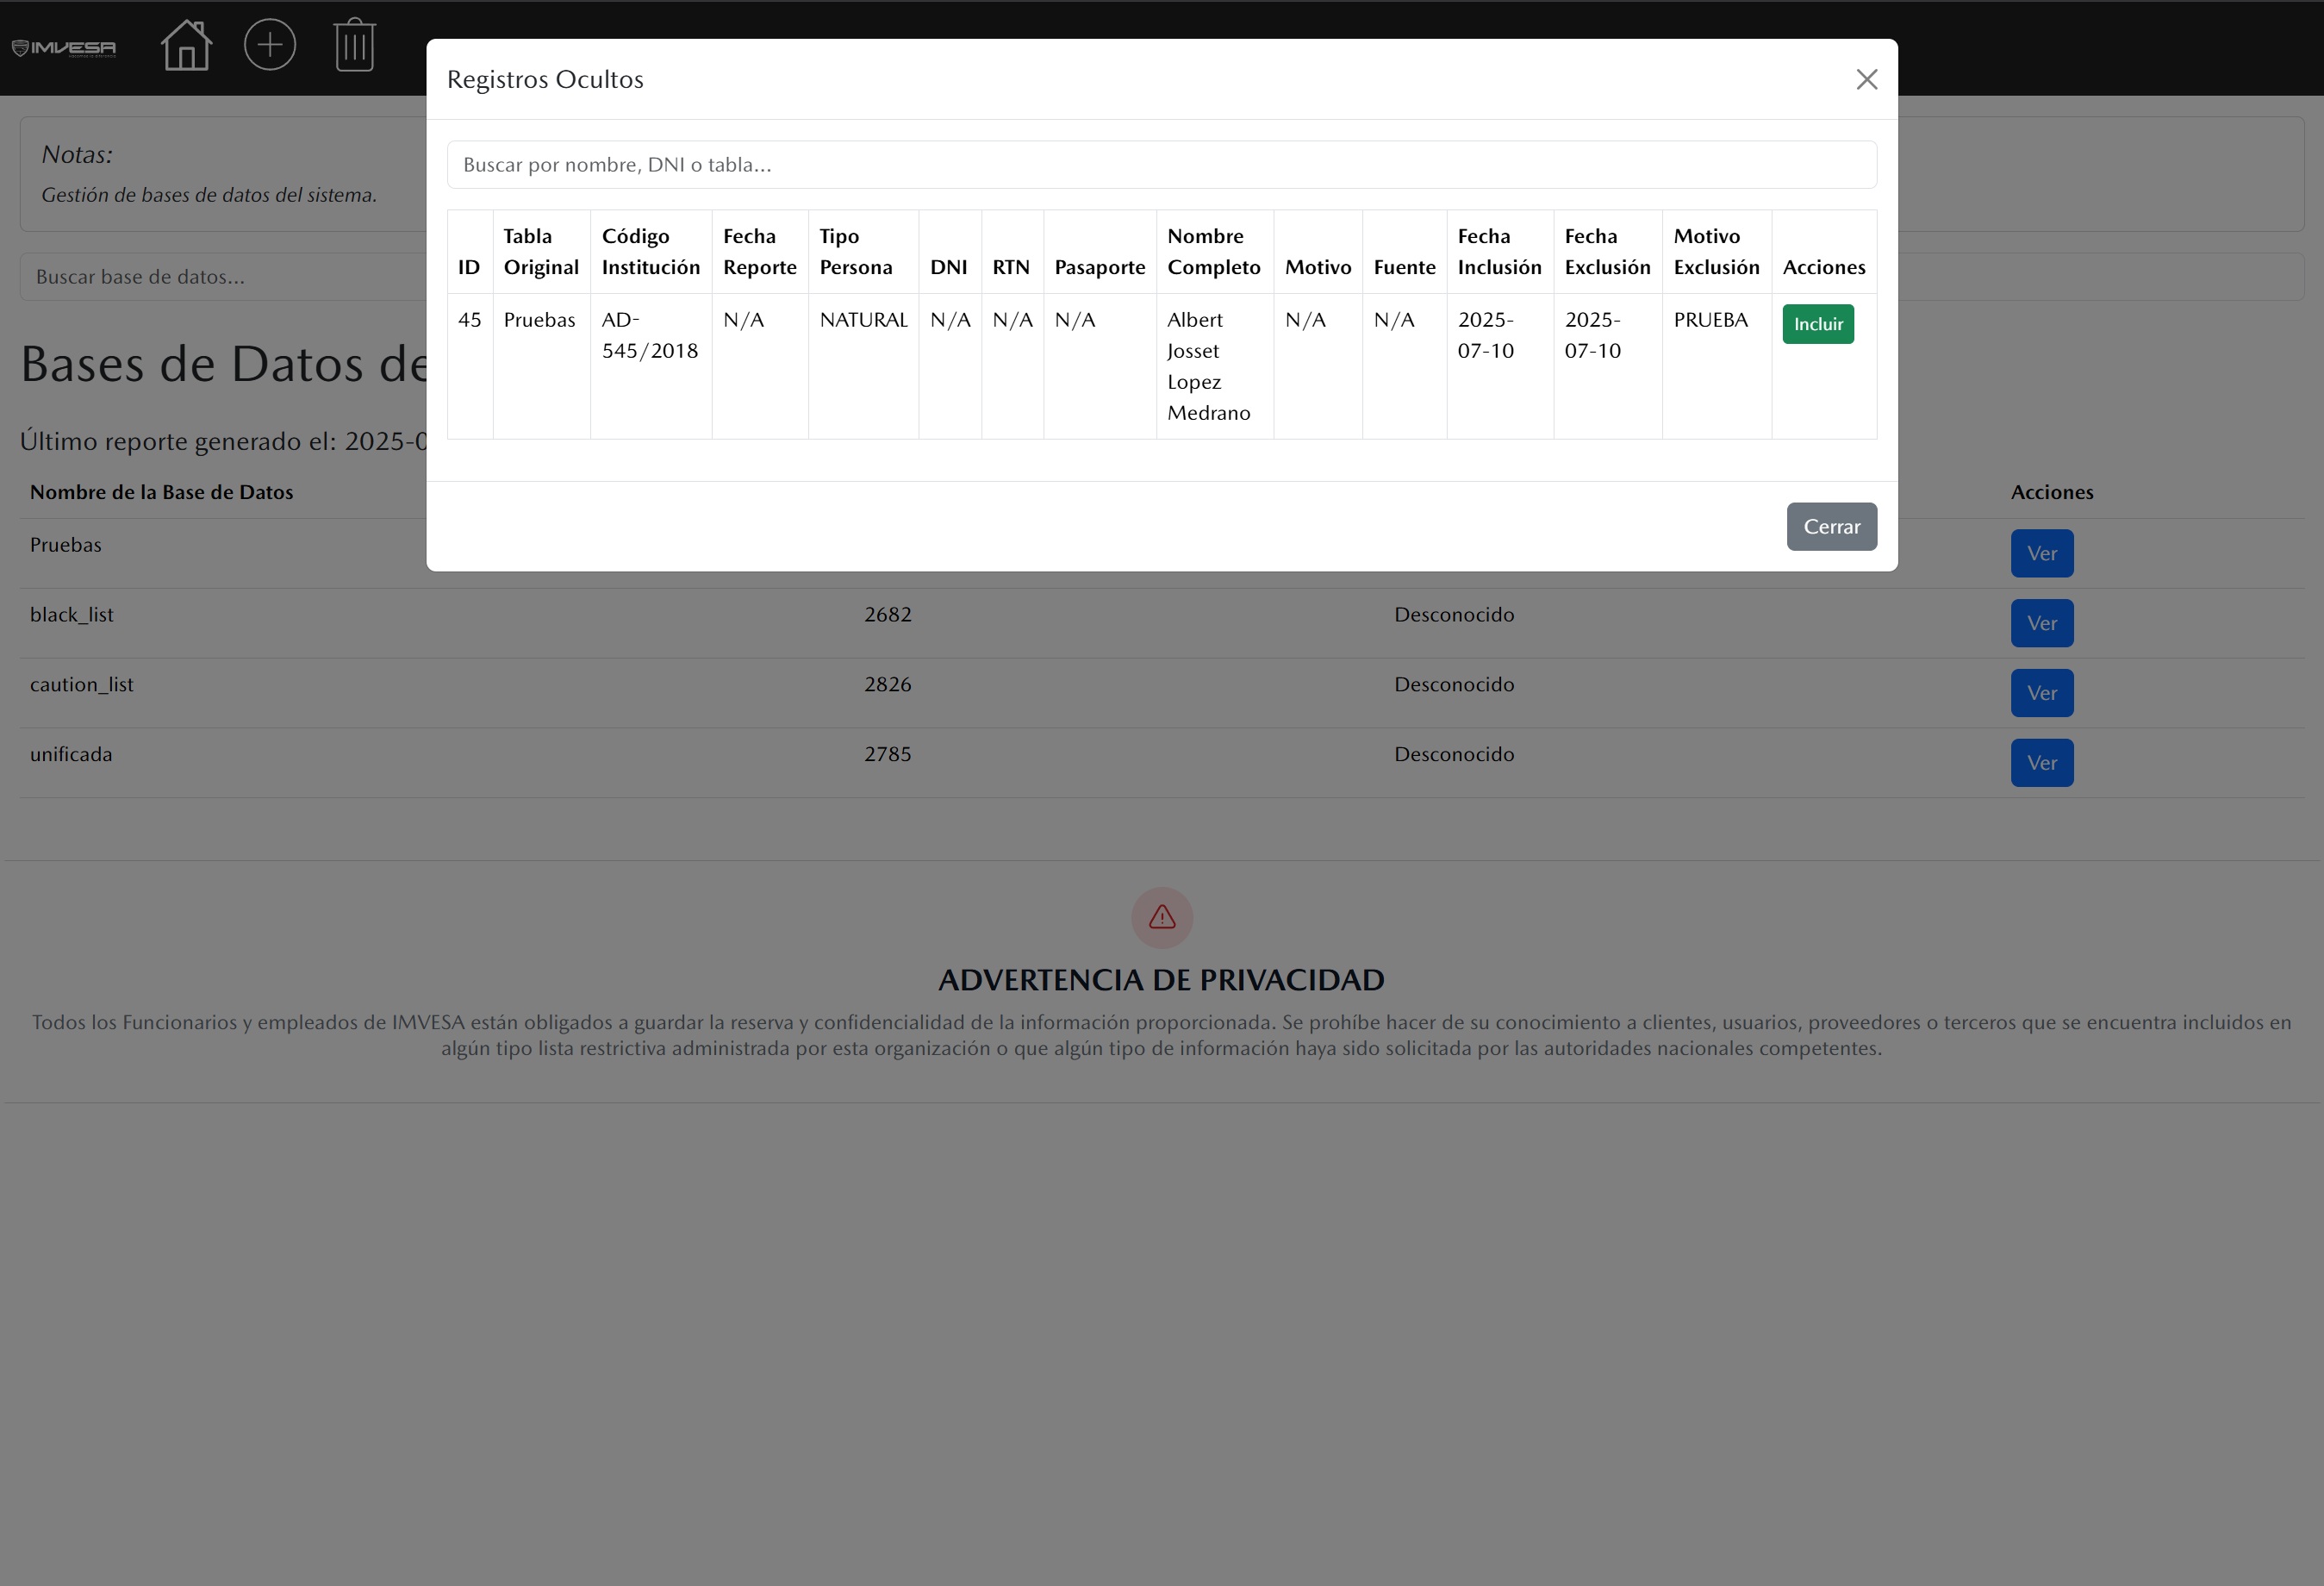 IMVESA
Registros Ocultos
Notas:
Gestión de bases de datos del sistema.
Buscar por nombre, DNI o tabla...
Buscar base de datos...
ID Tabla Original Código Institución Fecha Reporte Tipo Persona DNI RTN Pasaporte Nombre Completo Motivo Fuente Fecha Inclusión Fecha Exclusión Motivo Exclusión Acciones
45 Pruebas AD-545/2018 N/A NATURAL N/A N/A N/A Albert Josset Lopez Medrano N/A N/A 2025-07-10 2025-07-10 PRUEBA Incluir
Cerrar
Bases de Datos de
Último reporte generado el: 2025-0
Nombre de la Base de Datos Acciones
Pruebas Ver
black_list 2682 Desconocido Ver
caution_list 2826 Desconocido Ver
unificada 2785 Desconocido Ver
ADVERTENCIA DE PRIVACIDAD
Todos los Funcionarios y empleados de IMVESA están obligados a guardar la reserva y confidencialidad de la información proporcionada. Se prohíbe hacer de su conocimiento a clientes, usuarios, proveedores o terceros que se encuentra incluidos en
algún tipo lista restrictiva administrada por esta organización o que algún tipo de información haya sido solicitada por las autoridades nacionales competentes.